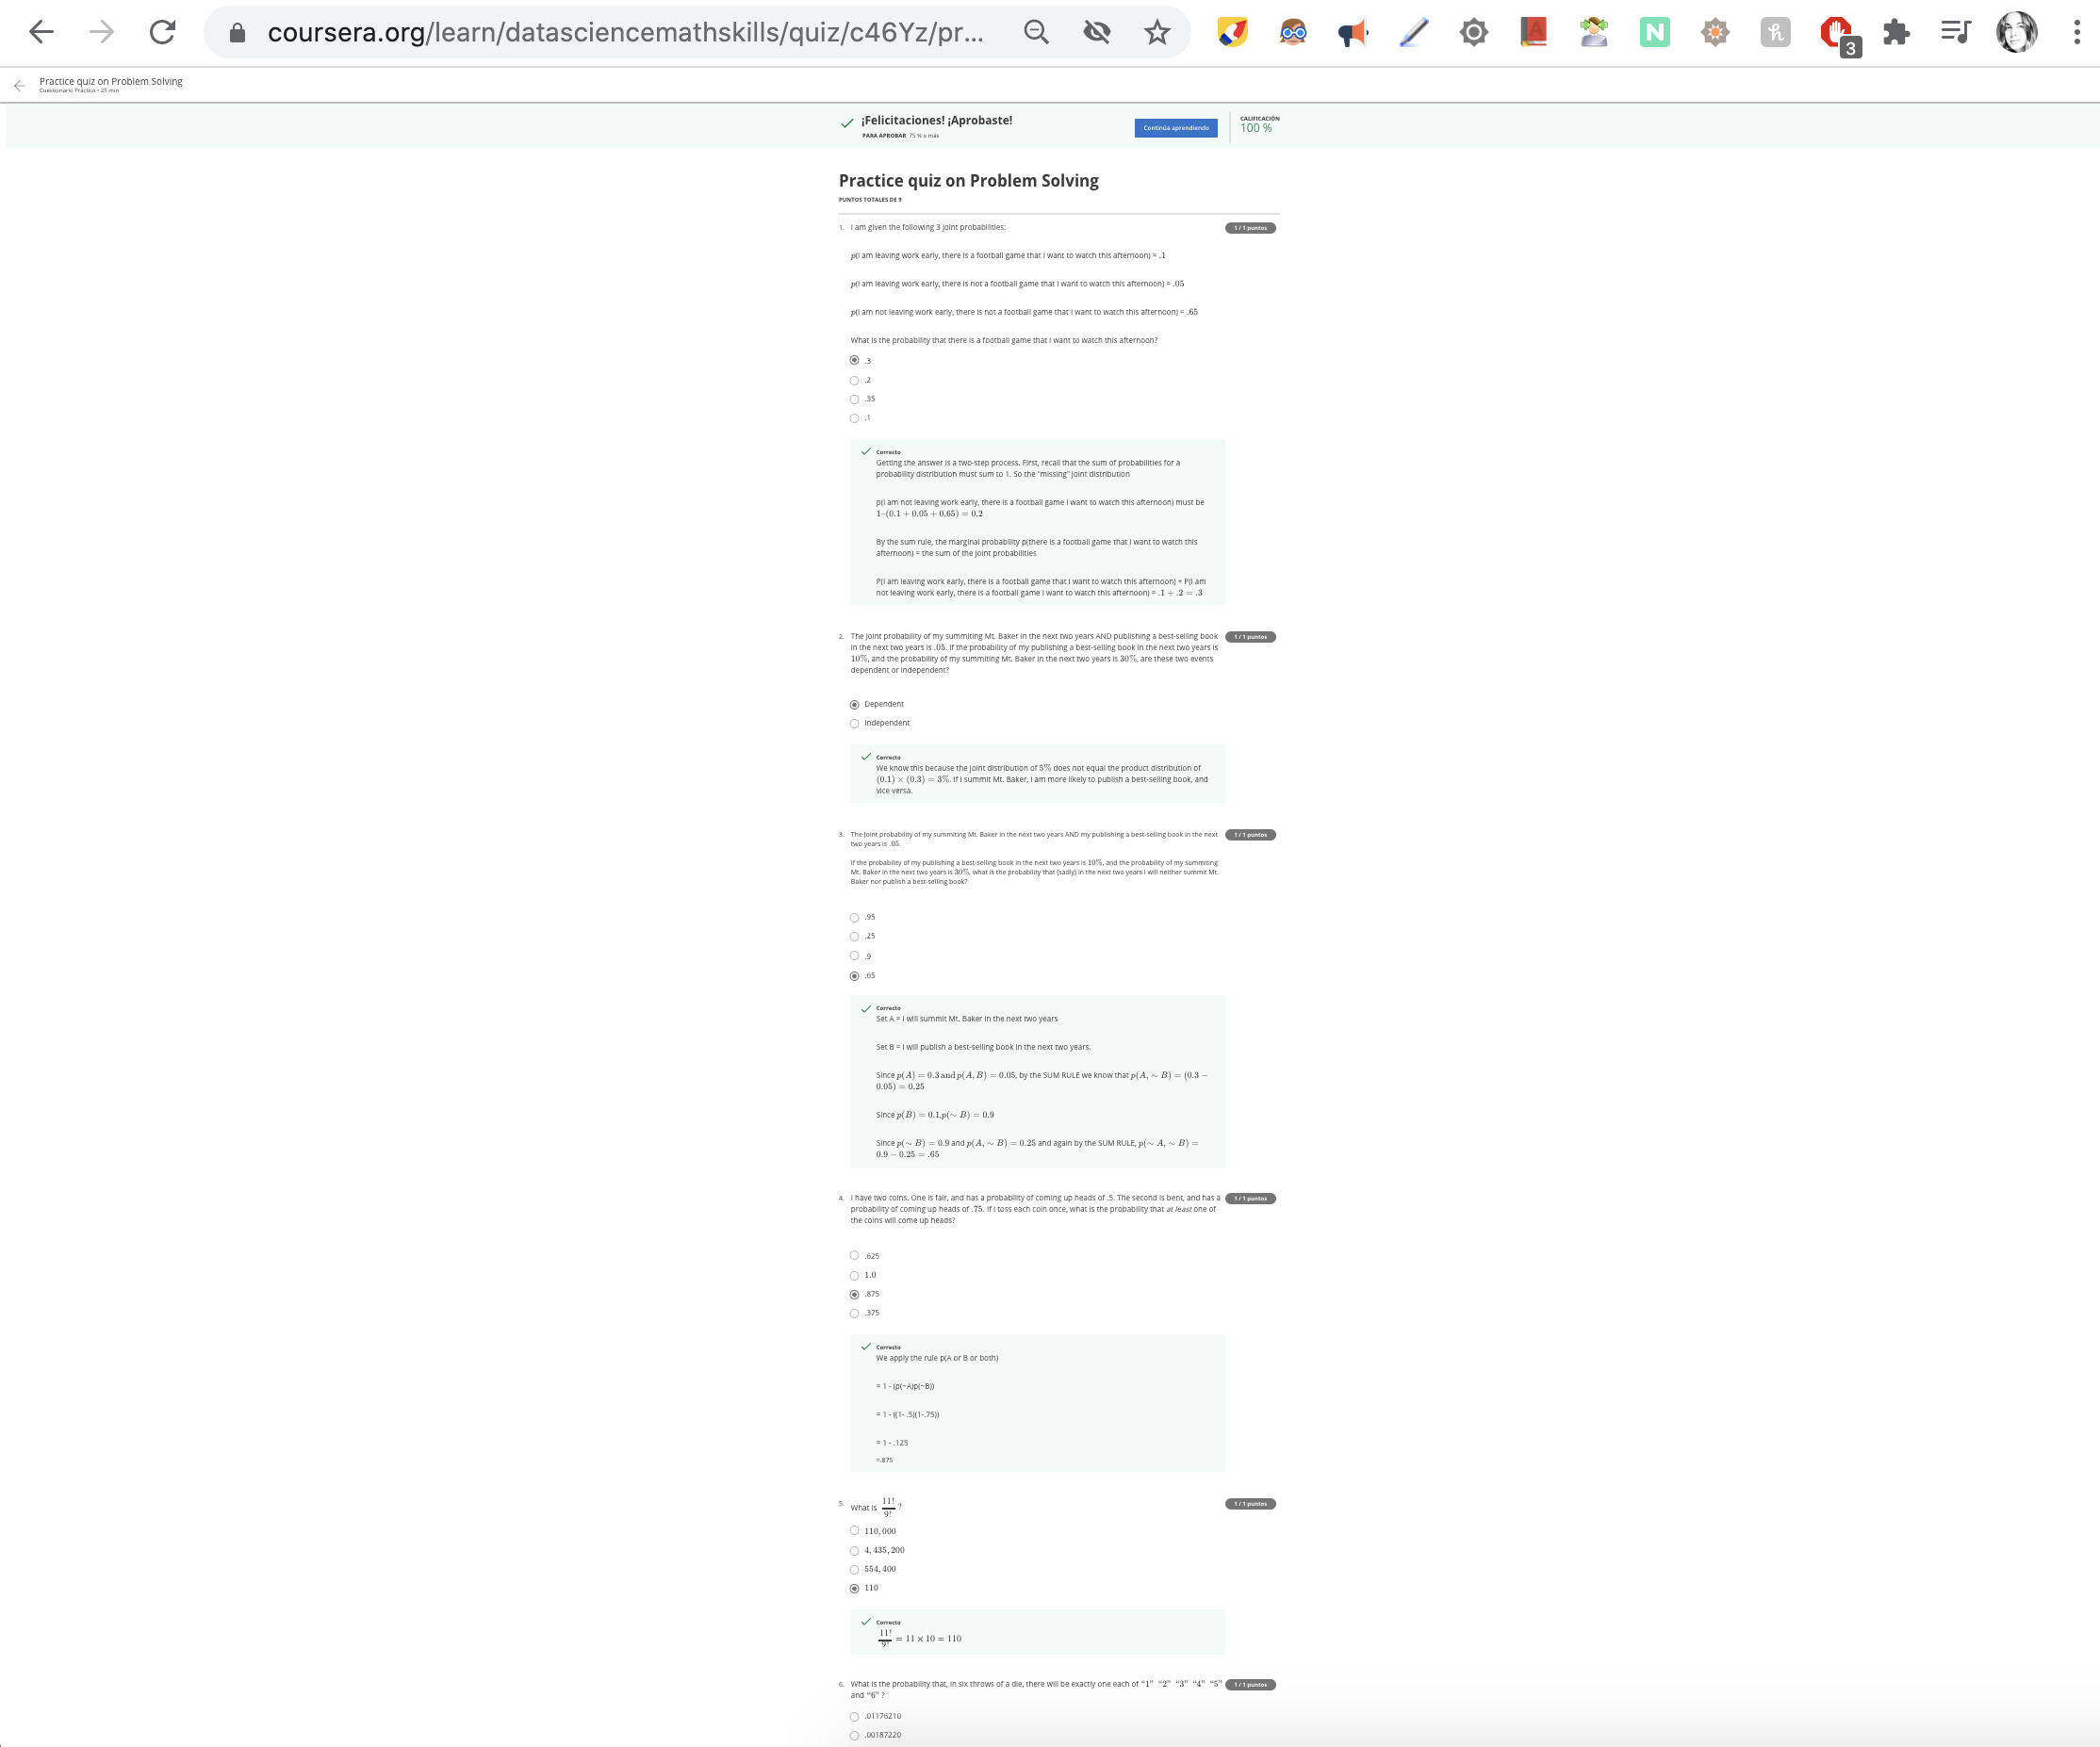 coursera.org/learn/datasciencemathskills/quiz/c46Yz/pr...
3
Practice quiz on Problem Solving
Cuestionario Práctico • 25 min
¡Felicitaciones! ¡Aprobaste!
PARA APROBAR 75 % o más
Continúa aprendiendo
CALIFICACIÓN
100 %
Practice quiz on Problem Solving
PUNTOS TOTALES DE 9
1. I am given the following 3 joint probabilities:
1 / 1 puntos
p(I am leaving work early, there is a football game that I want to watch this afternoon) = .1
p(I am leaving work early, there is not a football game that I want to watch this afternoon) = .05
p(I am not leaving work early, there is not a football game that I want to watch this afternoon) = .65
What is the probability that there is a football game that I want to watch this afternoon?
.3
.2
.35
.1
Correcto
Getting the answer is a two-step process. First, recall that the sum of probabilities for a
probability distribution must sum to 1. So the "missing" joint distribution
p(I am not leaving work early, there is a football game I want to watch this afternoon) must be
1–(0.1 + 0.05 + 0.65) = 0.2
By the sum rule, the marginal probability p(there is a football game that I want to watch this
afternoon) = the sum of the joint probabilities
P(I am leaving work early, there is a football game that I want to watch this afternoon) + P(I am
not leaving work early, there is a football game I want to watch this afternoon) = .1 + .2 = .3
2. The joint probability of my summiting Mt. Baker in the next two years AND publishing a best-selling book
in the next two years is .05. If the probability of my publishing a best-selling book in the next two years is
10%, and the probability of my summiting Mt. Baker in the next two years is 30%, are these two events
dependent or independent?
1 / 1 puntos
Dependent
Independent
Correcto
We know this because the joint distribution of 5% does not equal the product distribution of
(0.1) × (0.3) = 3%. If I summit Mt. Baker, I am more likely to publish a best-selling book, and
vice versa.
3. The joint probability of my summiting Mt. Baker in the next two years AND my publishing a best-selling book in the next
two years is .05.
1 / 1 puntos
If the probability of my publishing a best-selling book in the next two years is 10%, and the probability of my summiting
Mt. Baker in the next two years is 30%, what is the probability that (sadly) in the next two years I will neither summit Mt.
Baker nor publish a best-selling book?
.95
.25
.9
.65
Correcto
Set A = I will summit Mt. Baker in the next two years
Set B = I will publish a best-selling book in the next two years.
Since p(A) = 0.3 and p(A, B) = 0.05, by the SUM RULE we know that p(A, ∼ B) = (0.3 −
0.05) = 0.25
Since p(B) = 0.1,p(∼ B) = 0.9
Since p(∼ B) = 0.9 and p(A, ∼ B) = 0.25 and again by the SUM RULE, p(∼ A, ∼ B) =
0.9 − 0.25 = .65
4. I have two coins. One is fair, and has a probability of coming up heads of .5. The second is bent, and has a
probability of coming up heads of .75. If I toss each coin once, what is the probability that at least one of
the coins will come up heads?
1 / 1 puntos
.625
1.0
.875
.375
Correcto
We apply the rule p(A or B or both)
= 1 - (p(~A)p(~B))
= 1 - ((1- .5)(1-.75))
= 1 - .125
=.875
5. What is 11!/9! ?
1 / 1 puntos
110,000
4,435,200
554,400
110
Correcto
11!/9! = 11 × 10 = 110
6. What is the probability that, in six throws of a die, there will be exactly one each of “1” “2” “3” “4” “5”
and “6” ?
1 / 1 puntos
.01176210
.00187220